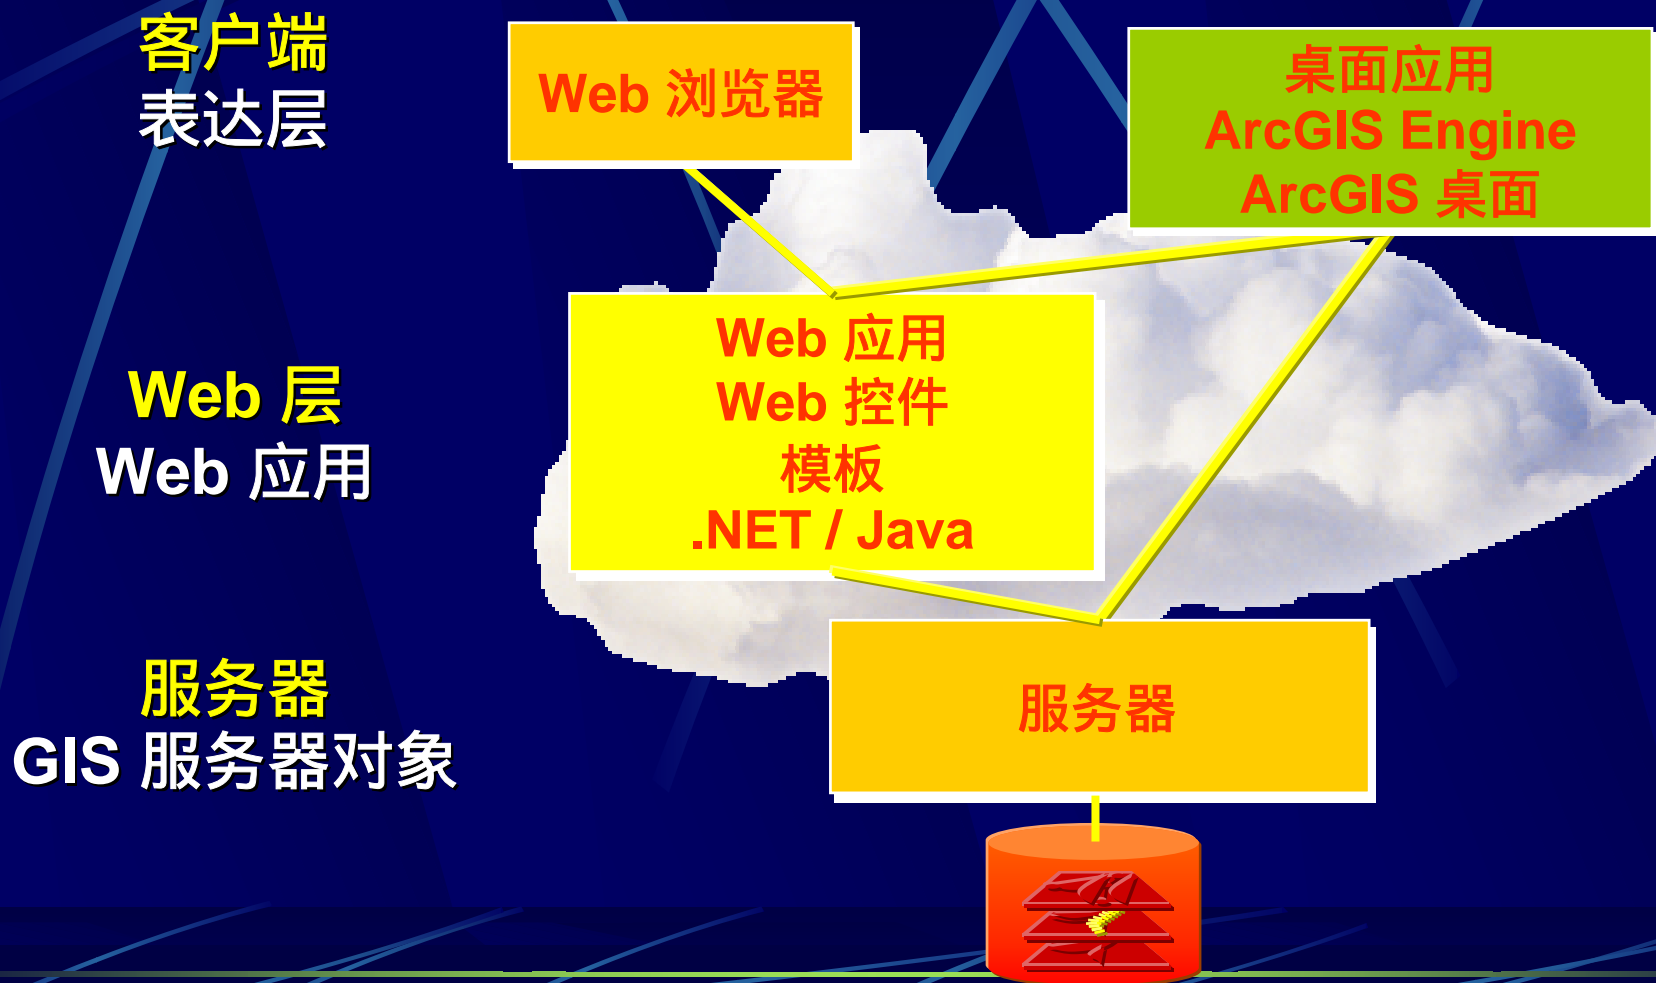 客户端
表达层
Web 浏览器
桌面应用
ArcGIS Engine
ArcGIS 桌面
Web 层
Web 应用
Web 应用
Web 控件
模板
.NET / Java
服务器
GIS 服务器对象
服务器